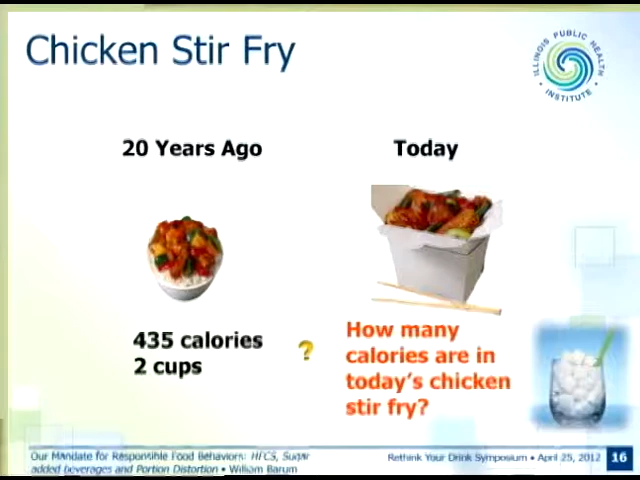 Chicken Stir Fry
ILLINOIS PUBLIC HEALTH
• INSTITUTE •
20 Years Ago
Today
435 calories
2 cups
?
How many
calories are in
today's chicken
stir fry?
Our Mandate for Responsible Food Behaviors: HFCS, Sugar
added beverages and Portion Distortion • William Barum
Rethink Your Drink Symposium • April 25, 2012
16